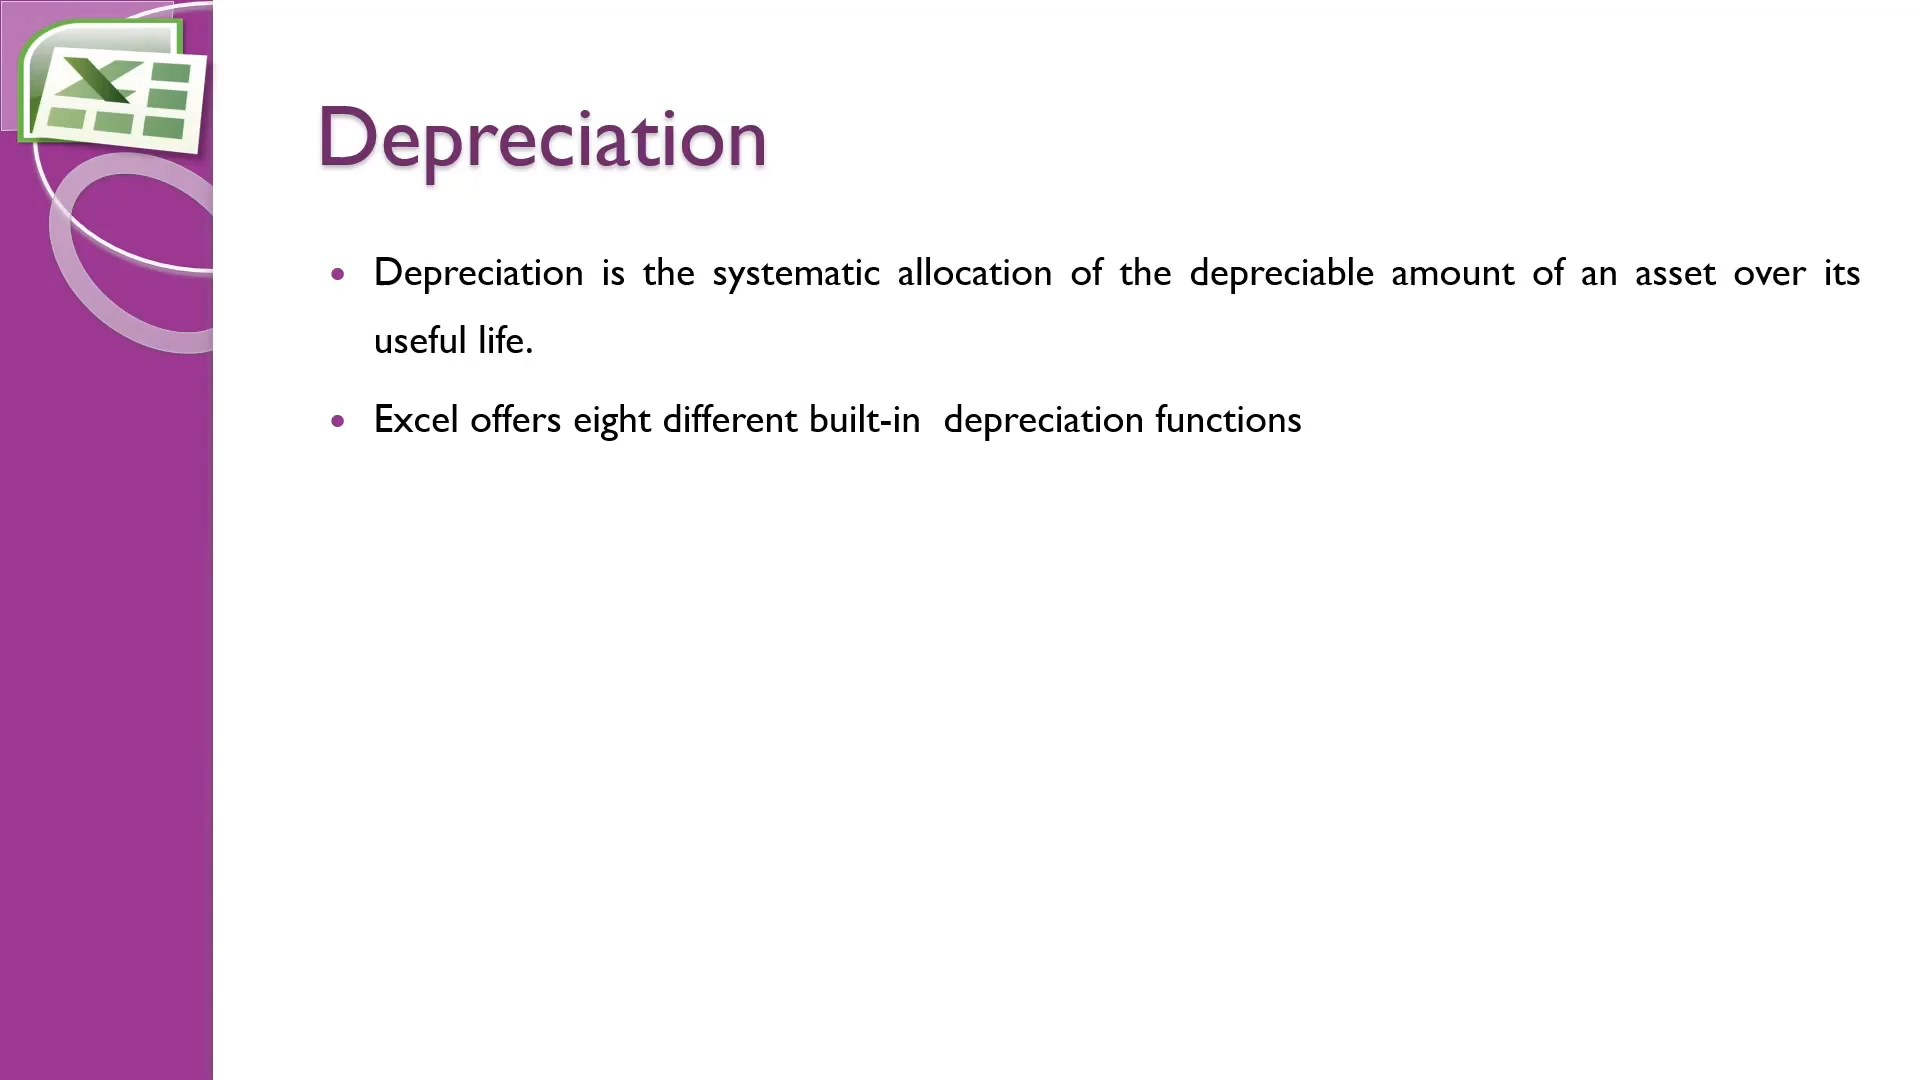 Depreciation
• Depreciation is the systematic allocation of the depreciable amount of an asset over its
useful life.
• Excel offers eight different built-in  depreciation functions